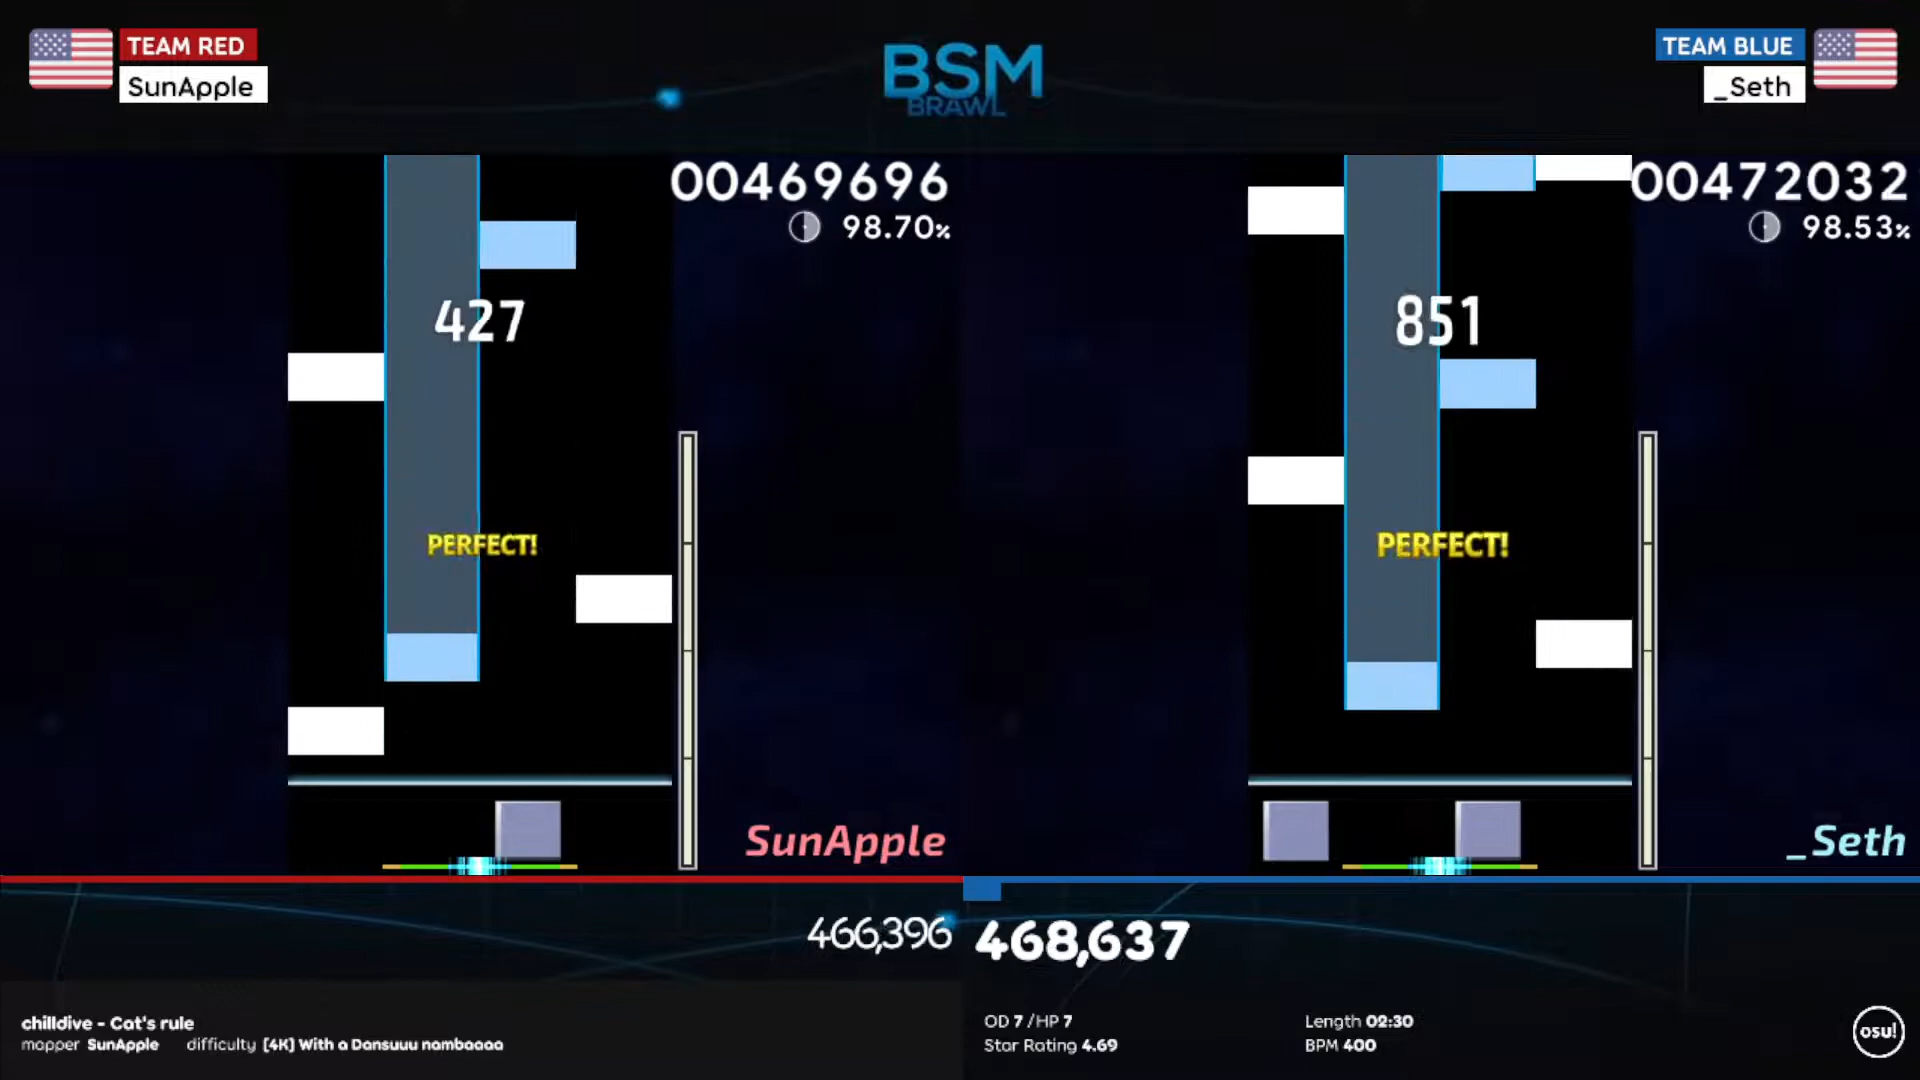 TEAM RED
SunApple
BSM
BRAWL
TEAM BLUE
_Seth
00469696
98.70%
427
PERFECT!
SunApple
00472032
98.53%
851
PERFECT!
_Seth
466,396
468,637
chilldive - Cat's rule
mapper SunApple difficulty [4K] With a Dansuuu nambaaaa
OD 7 / HP 7
Star Rating 4.69
Length 02:30
BPM 400
osu!